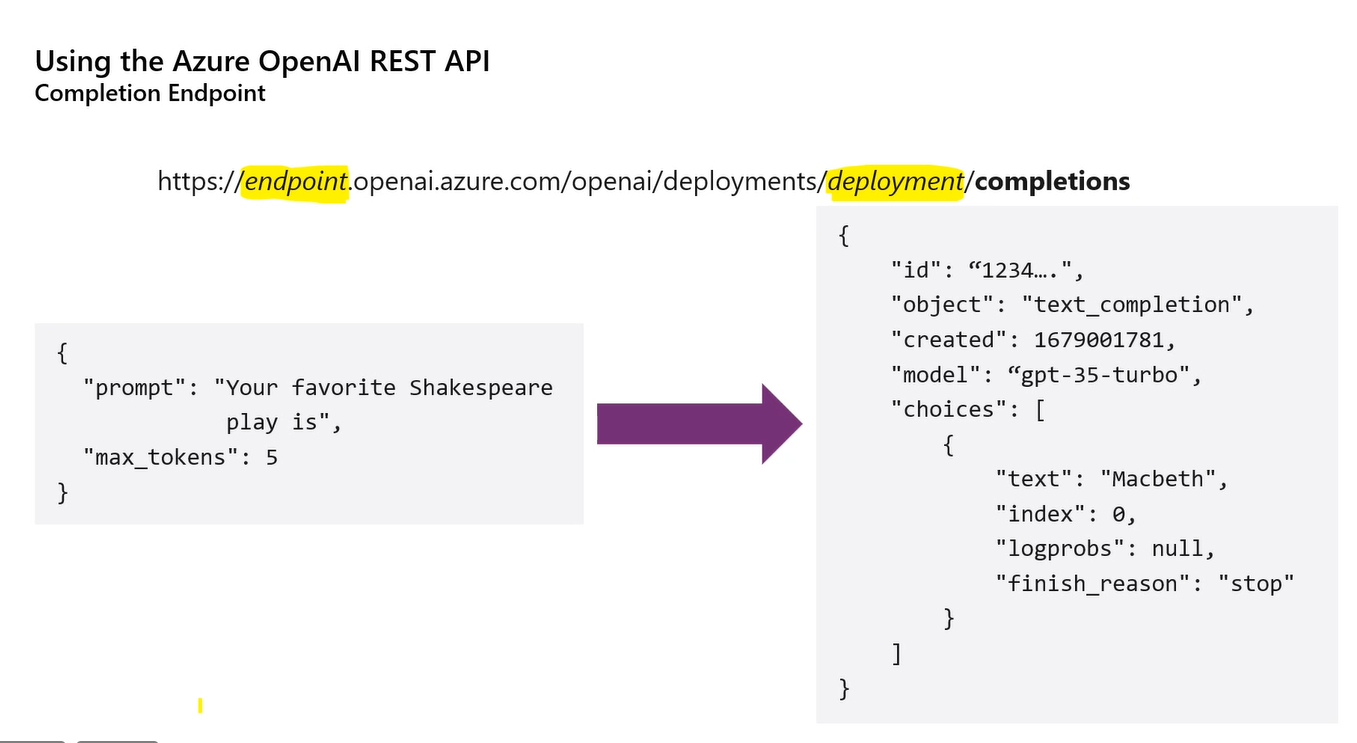 Using the Azure OpenAI REST API
Completion Endpoint
https://endpoint.openai.azure.com/openai/deployments/deployment/completions
{
"prompt": "Your favorite Shakespeare
play is",
"max_tokens": 5
}
{
"id": “1234….",
"object": "text_completion",
"created": 1679001781,
"model": “gpt-35-turbo",
"choices": [
{
"text": "Macbeth",
"index": 0,
"logprobs": null,
"finish_reason": "stop"
}
]
}